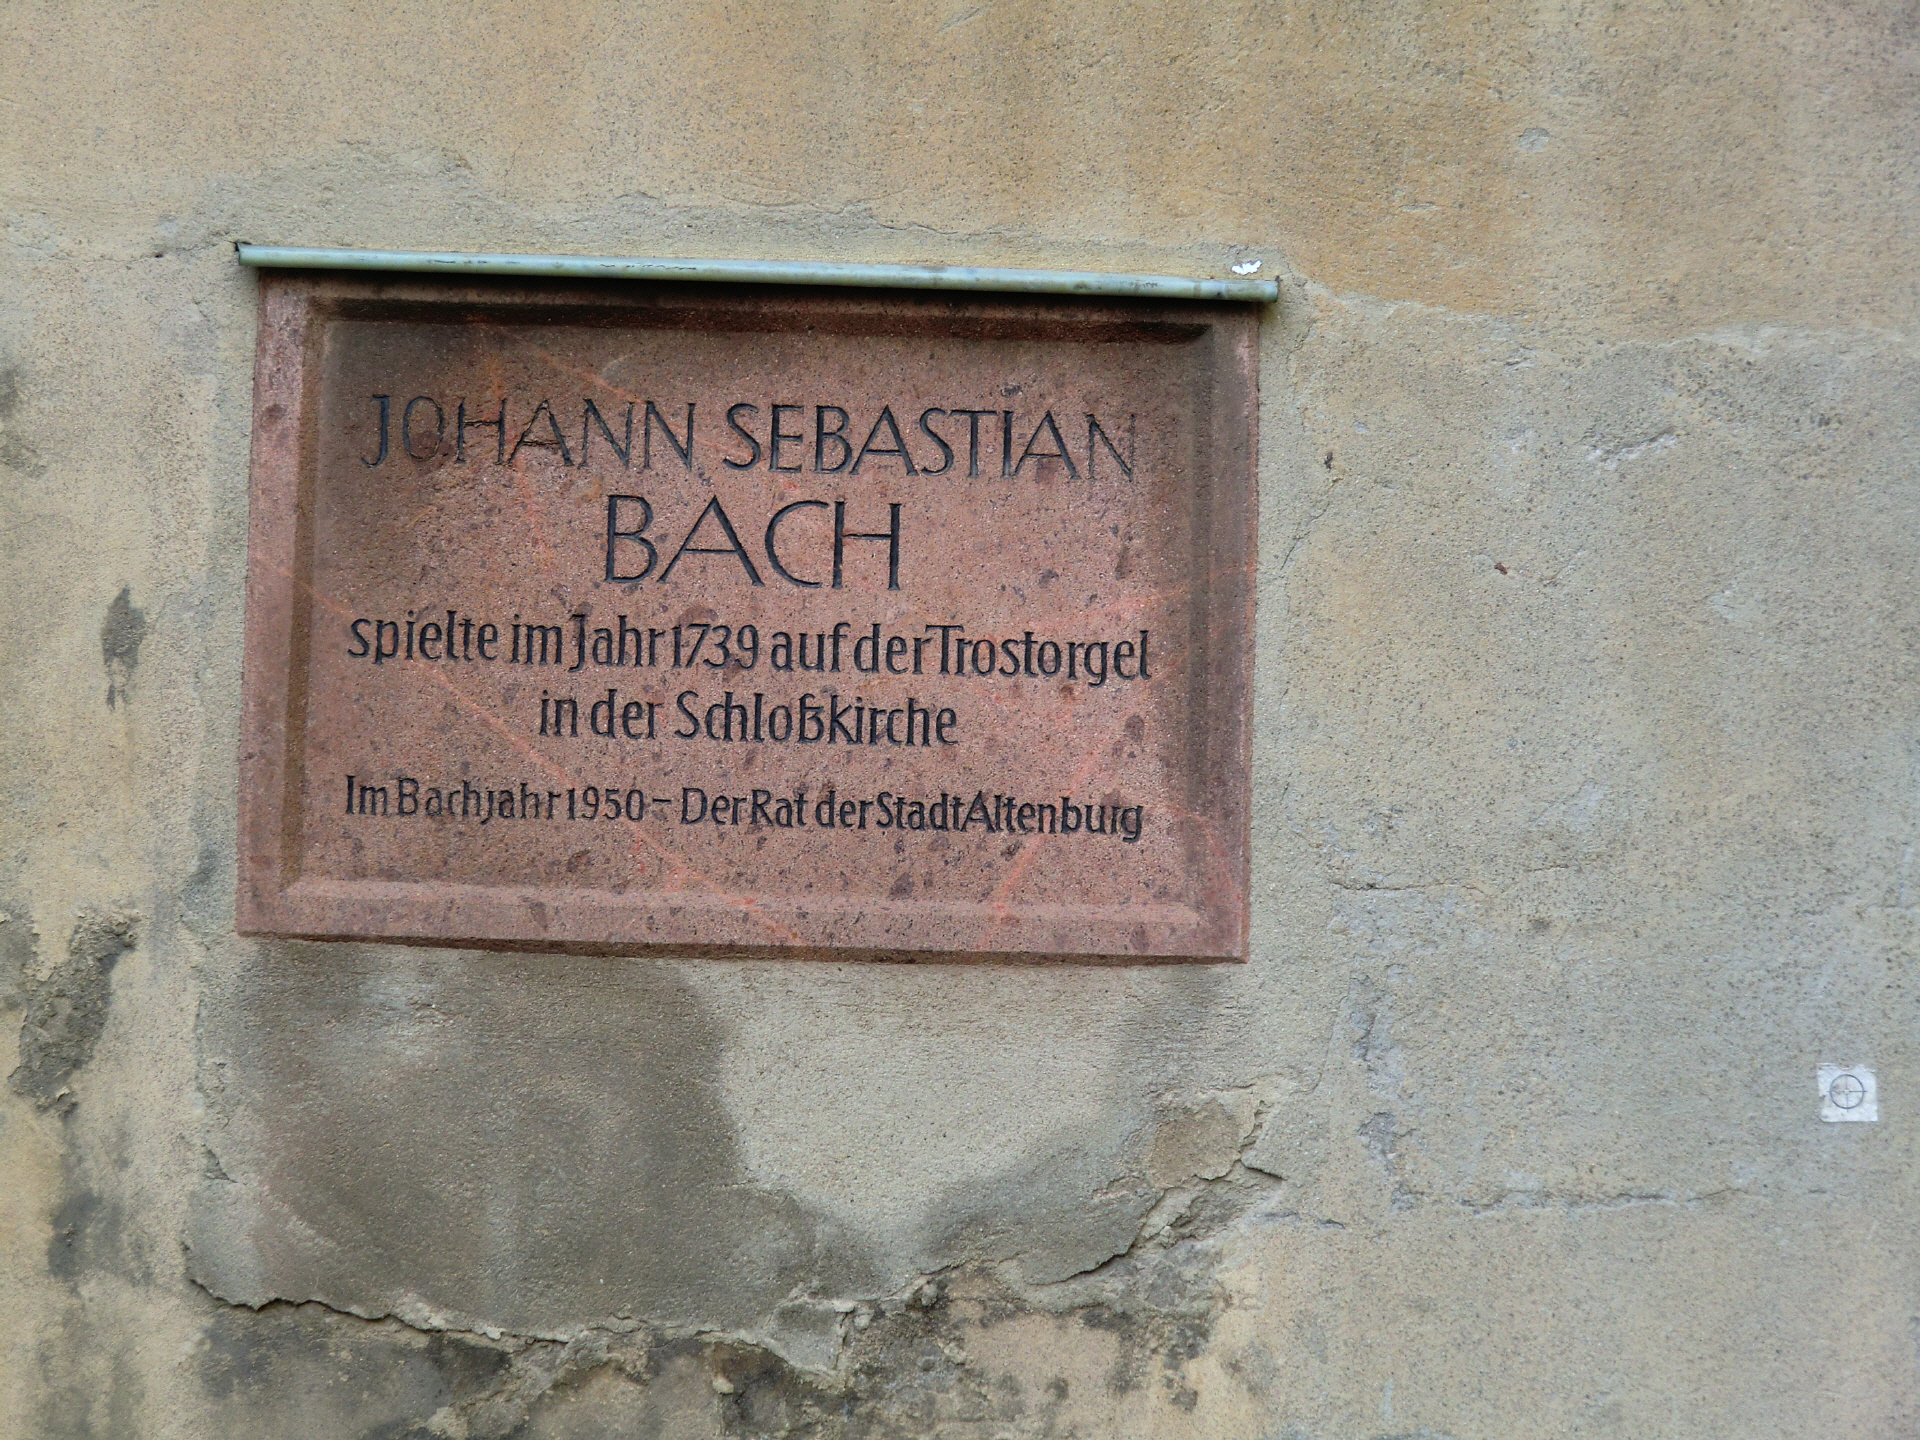 JOHANN SEBASTIAN
BACH
spielte im Jahr 1739 auf der Trostorgel
in der Schloßkirche
Im Bachjahr 1950 – Der Rat der Stadt Altenburg